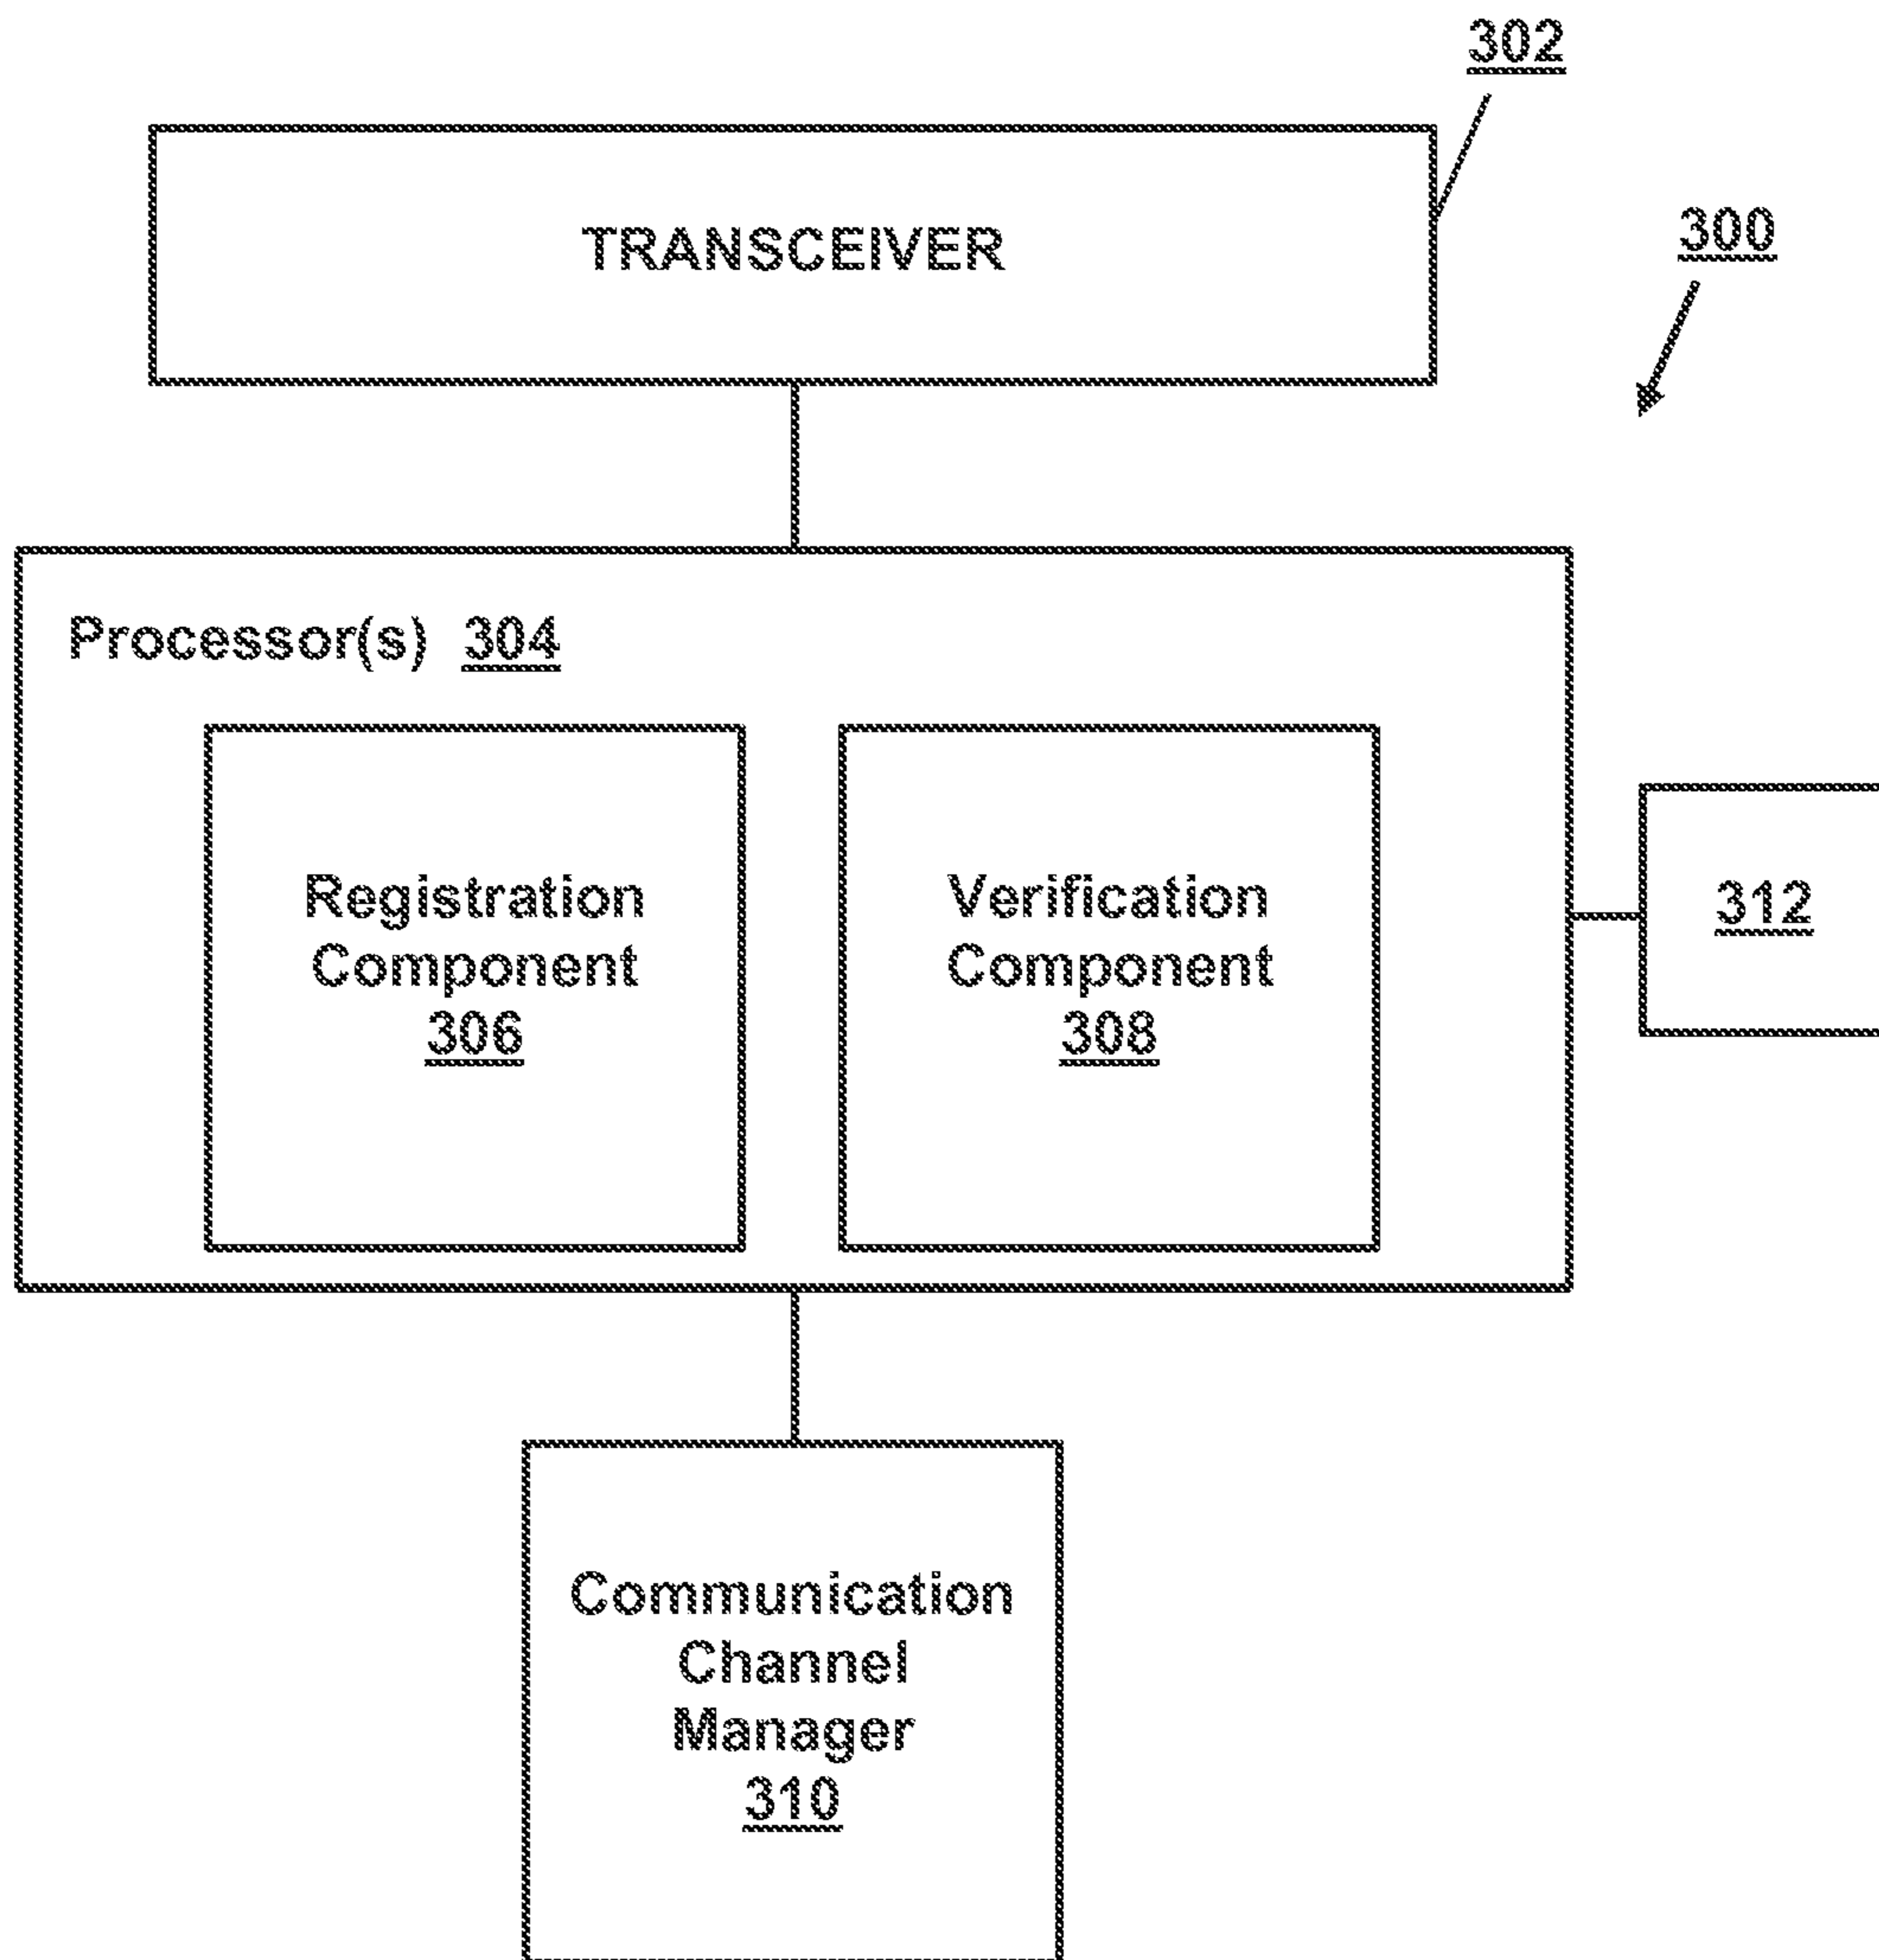 302
TRANSCEIVER
300
Processor(s) 304
Registration
Component
306
Verification
Component
308
312
Communication
Channel
Manager
310